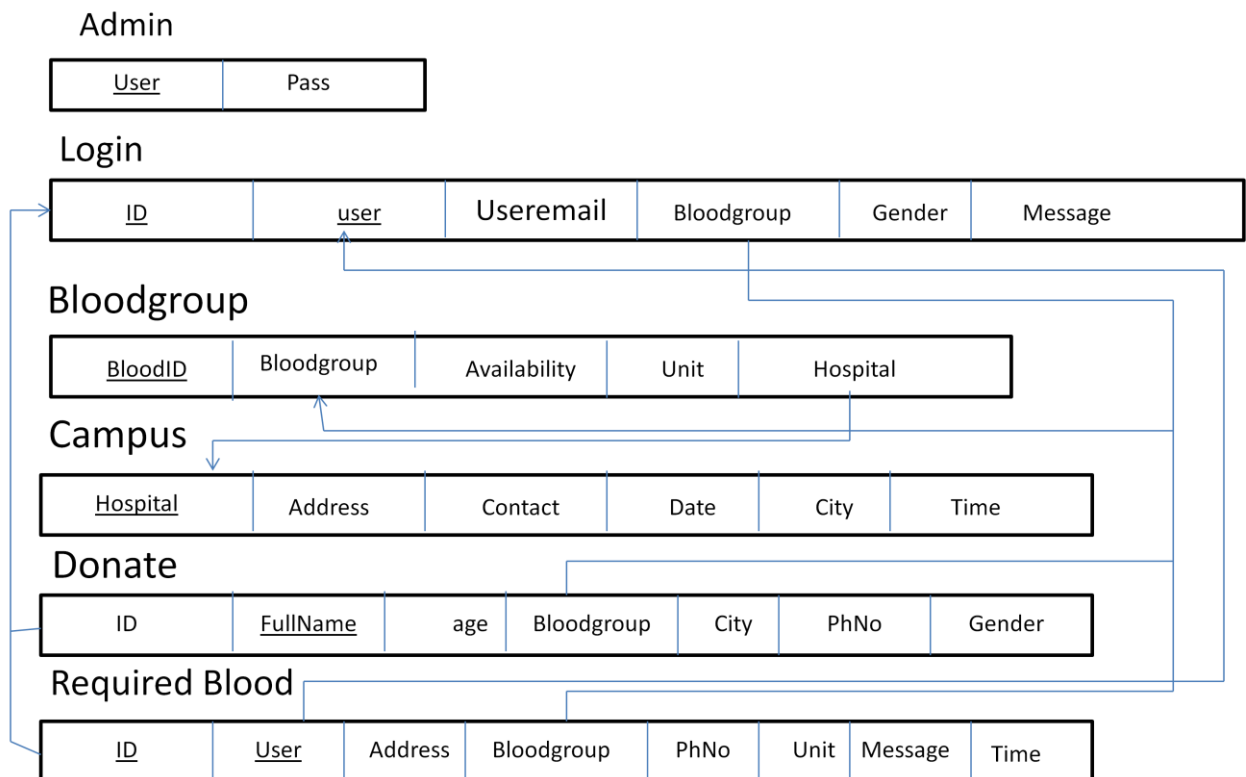 Admin
User Pass
Login
ID user Useremail Bloodgroup Gender Message
Bloodgroup
BloodID Bloodgroup Availability Unit Hospital
Campus
Hospital Address Contact Date City Time
Donate
ID FullName age Bloodgroup City PhNo Gender
Required Blood
ID User Address Bloodgroup PhNo Unit Message Time